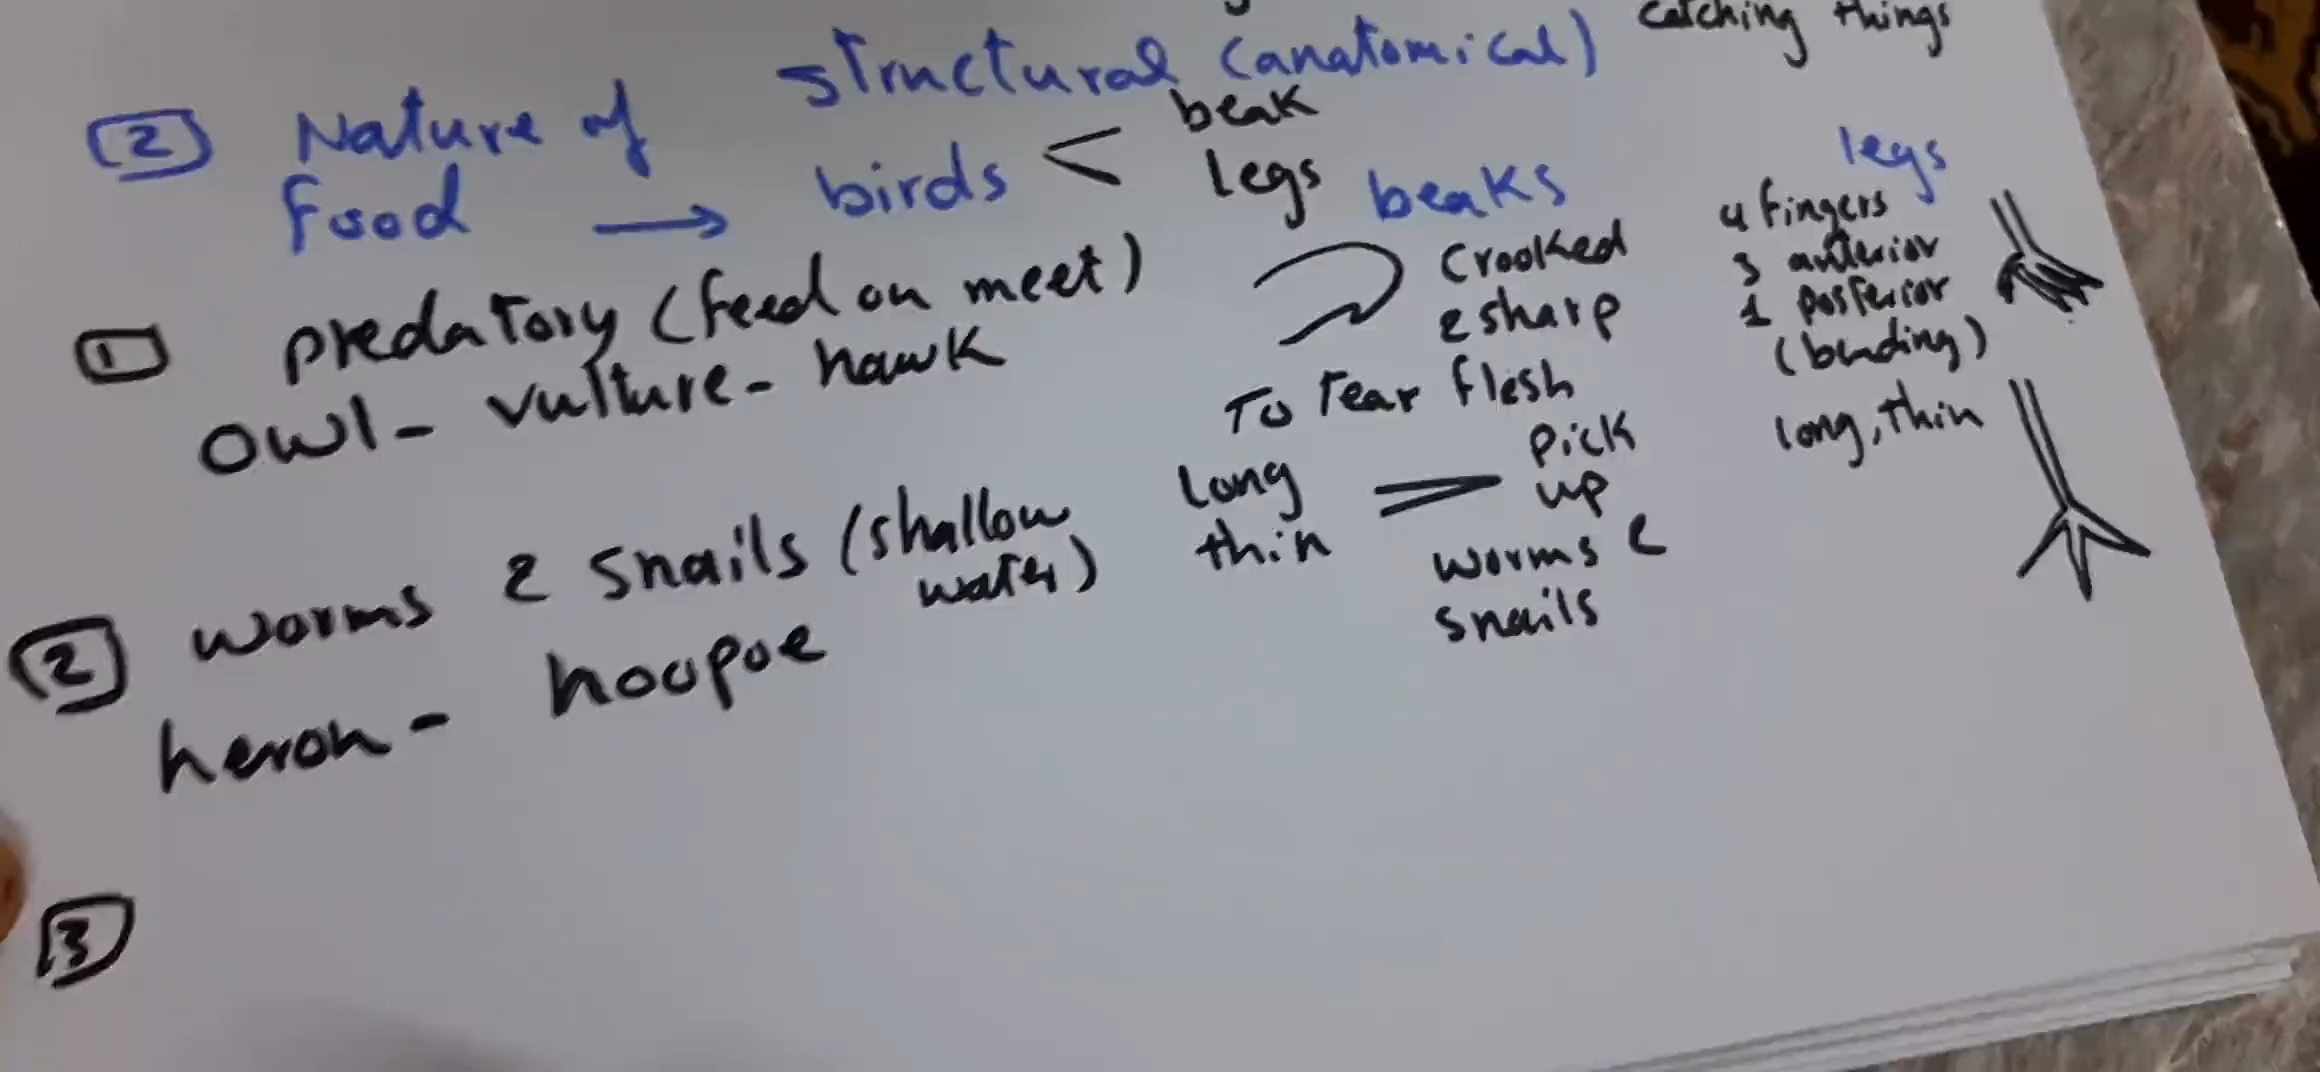 catching things
structural (anatomical)
[2] Nature of
food → birds < beak
legs
beaks
legs
[1] predatory (feed on meet)
owl - vulture - hawk
crooked
& sharp
To Tear flesh
4 fingers
3 anterior
1 posterior
(bending)
[2] worms & snails (shallow
water)
heron - hoopoe
long
thin
pick
up
worms &
snails
long, thin
[3]